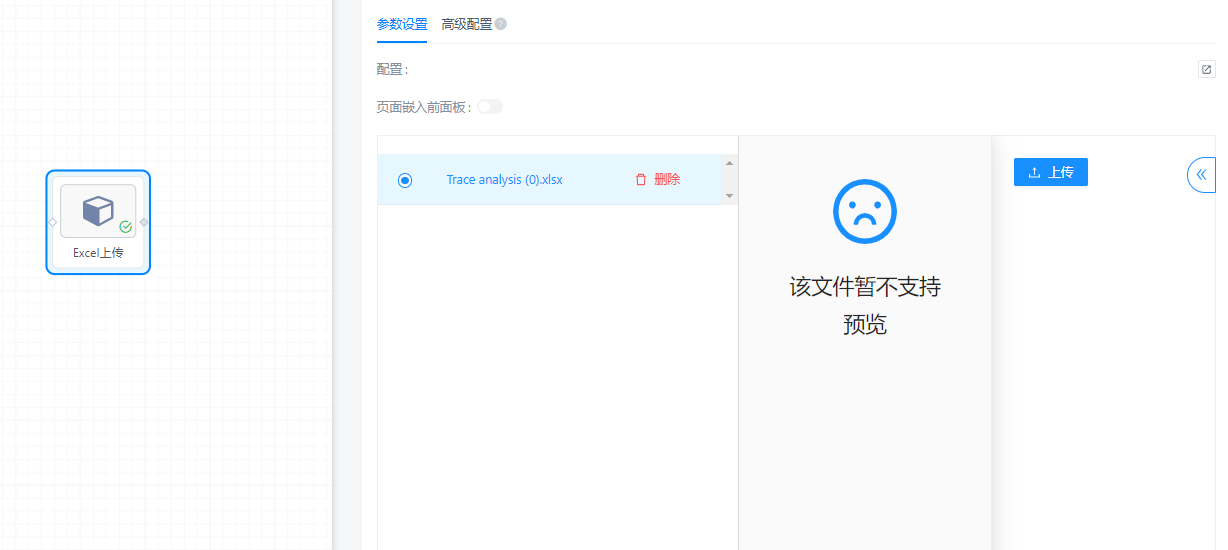 参数设置 高级配置
配置：
页面嵌入前面板：
Trace analysis (0).xlsx 删除
上传
Excel上传
该文件暂不支持
预览